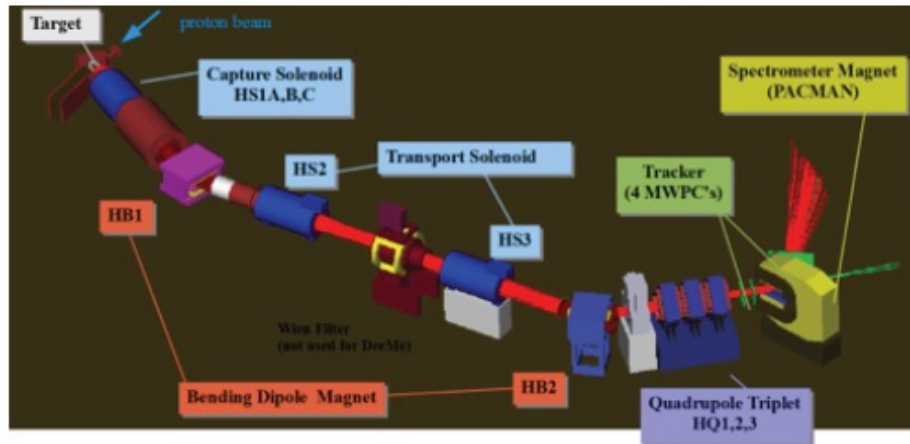 Target
proton beam
Capture Solenoid
HS1A,B,C
Spectrometer Magnet
(PACMAN)
HS2
Transport Solenoid
Tracker
(4 MWPC's)
HB1
HS3
Wien Filter
(not used for DeeMe)
Bending Dipole Magnet
HB2
Quadrupole Triplet
HQ1,2,3